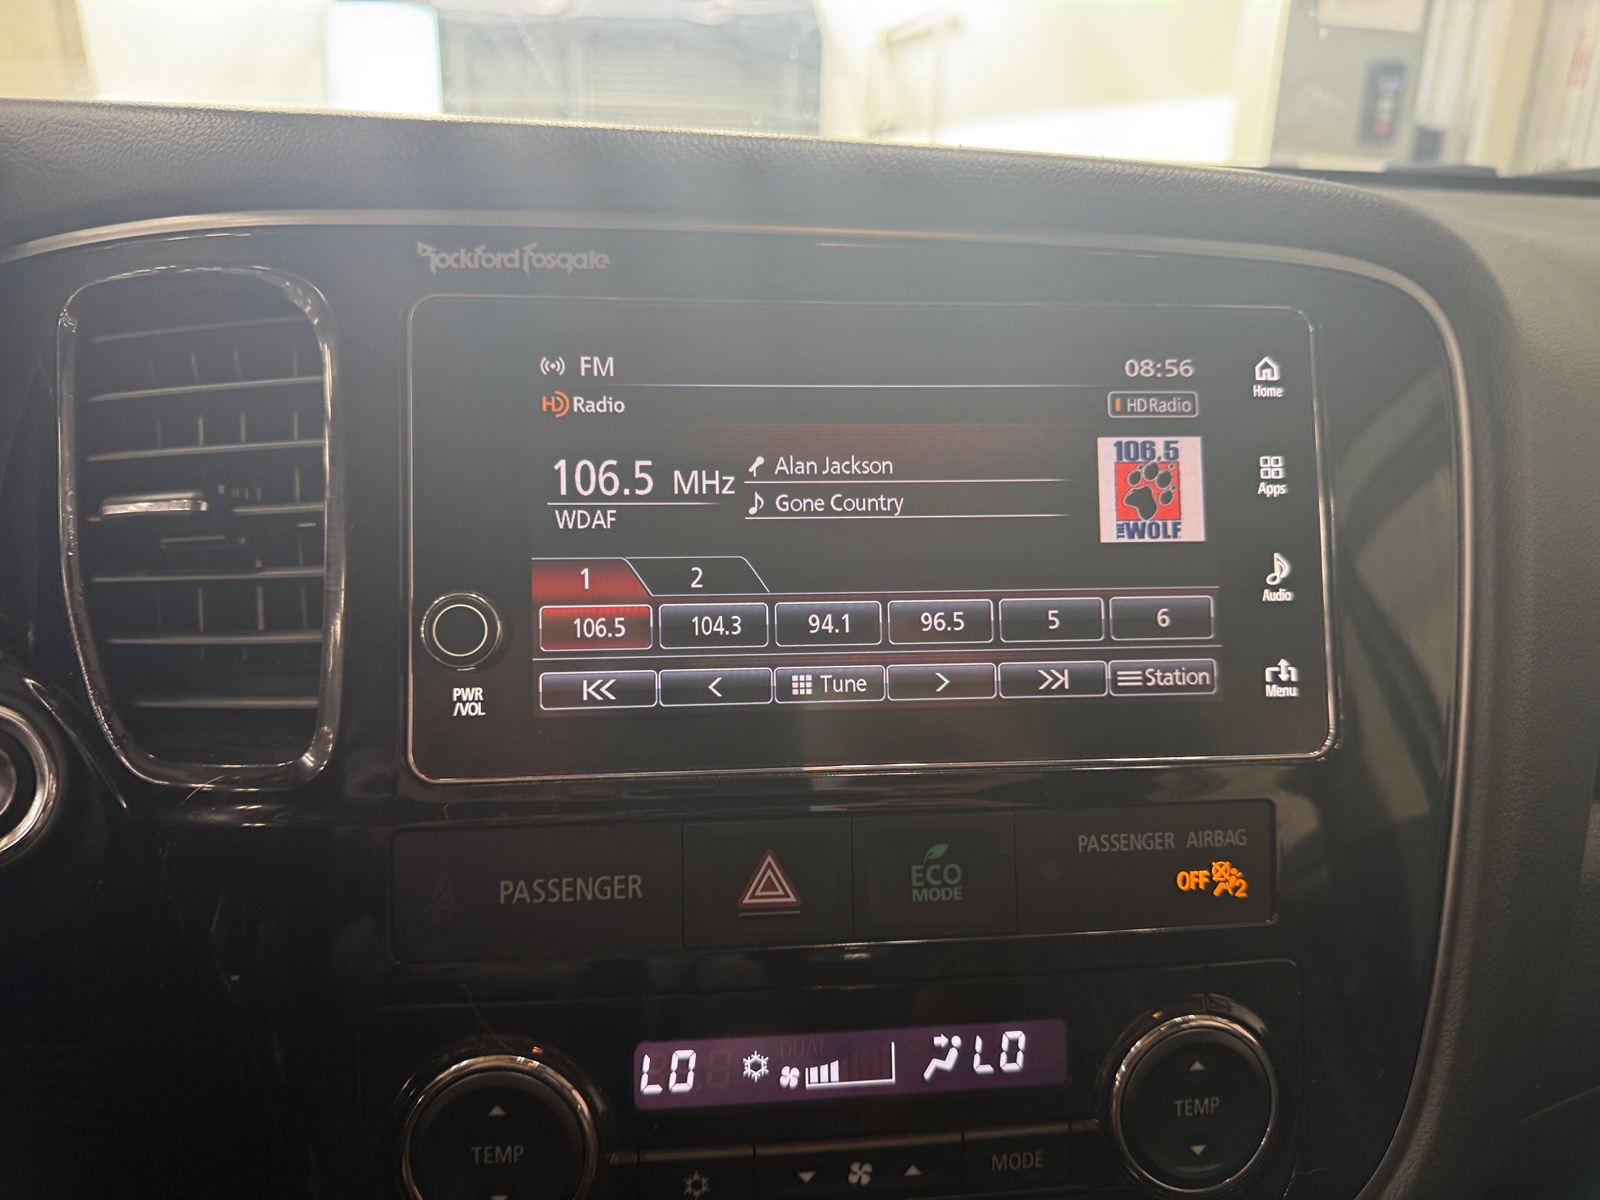 Rockford Fosgate
FM
08:56
HD Radio
HD Radio
106.5 MHz
WDAF
Alan Jackson
Gone Country
106.5
THE WOLF
1
2
106.5
104.3
94.1
96.5
5
6
Tune
Station
Home
Apps
Audio
Menu
PWR
/VOL
PASSENGER
ECO
MODE
PASSENGER AIRBAG
OFF
2
LO
DUAL
LO
TEMP
TEMP
MODE